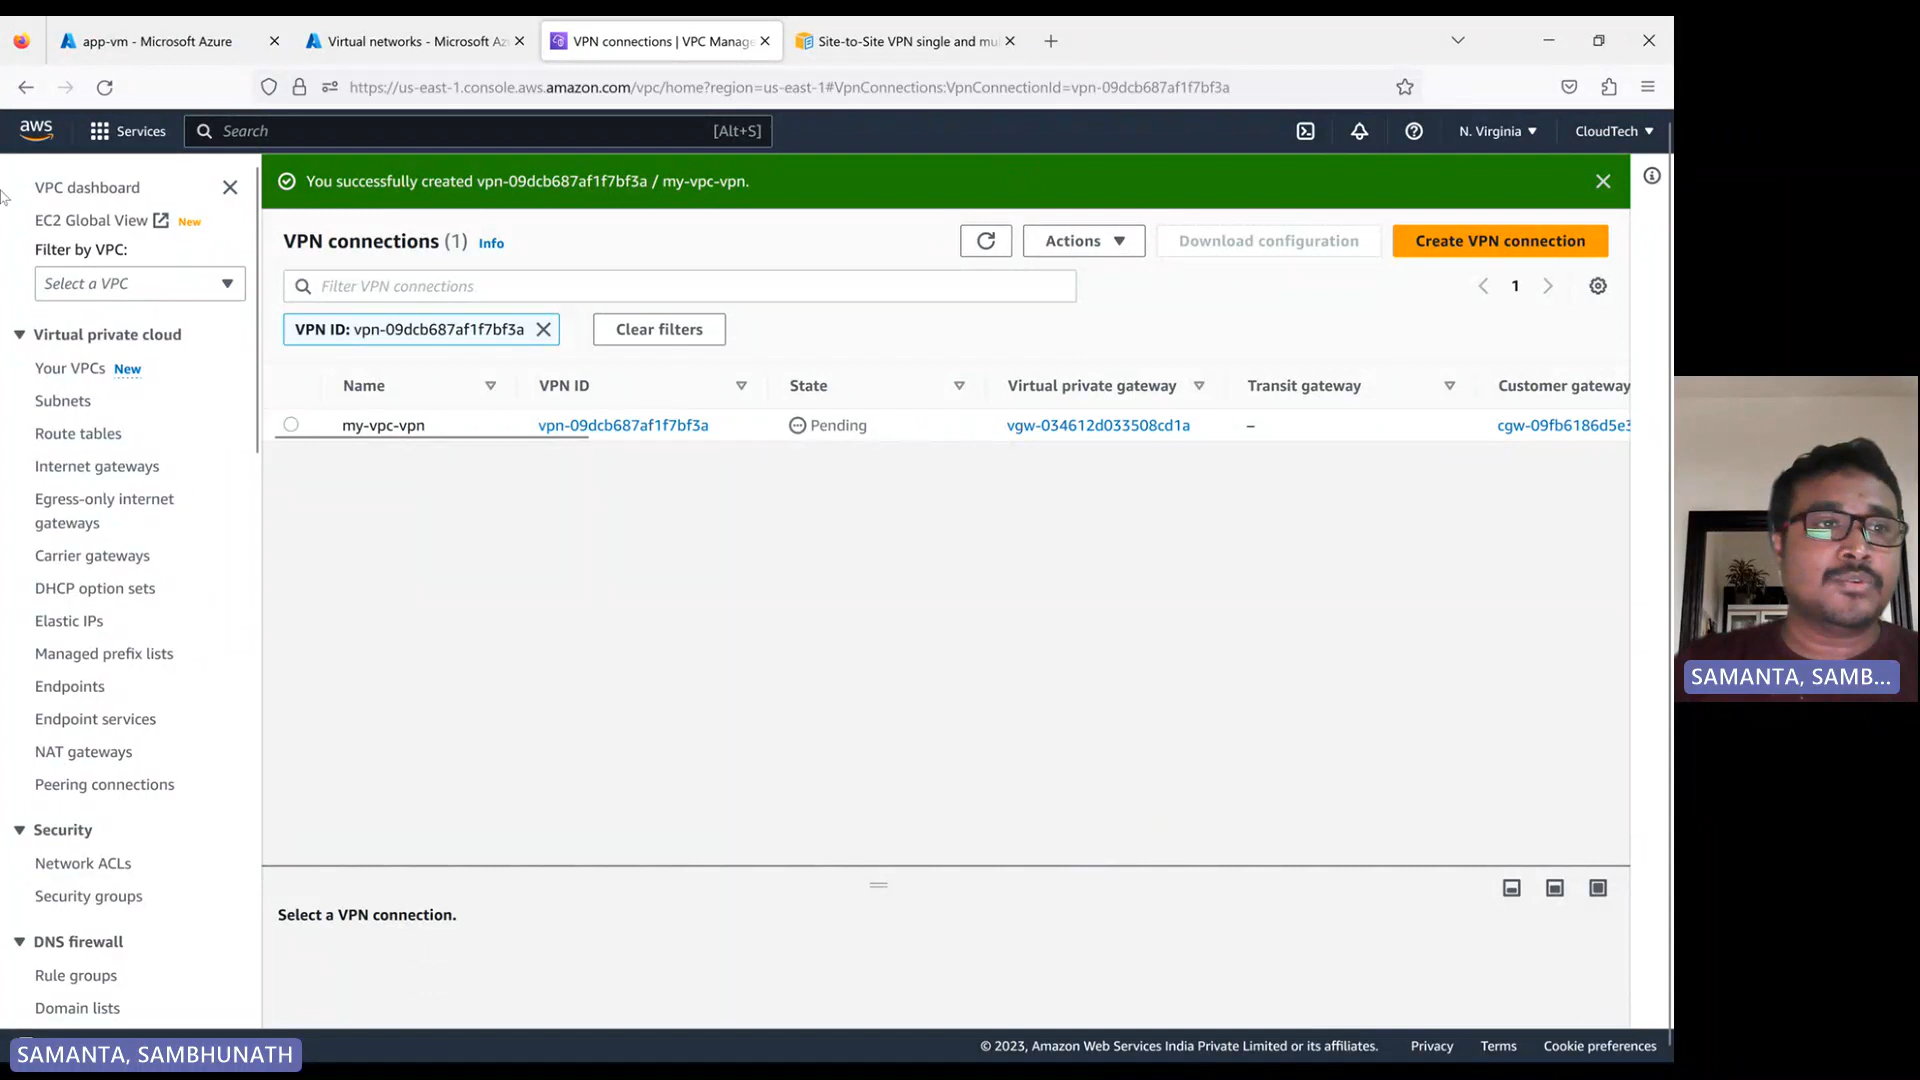 app-vm - Microsoft Azure
Virtual networks - Microsoft Az
VPN connections | VPC Manage
Site-to-Site VPN single and mul
https://us-east-1.console.aws.amazon.com/vpc/home?region=us-east-1#VpnConnections:VpnConnectionId=vpn-09dcb687af1f7bf3a
aws
Services
Search
[Alt+S]
N. Virginia
CloudTech
VPC dashboard
EC2 Global View
New
Filter by VPC:
Select a VPC
Virtual private cloud
Your VPCs New
Subnets
Route tables
Internet gateways
Egress-only internet
gateways
Carrier gateways
DHCP option sets
Elastic IPs
Managed prefix lists
Endpoints
Endpoint services
NAT gateways
Peering connections
Security
Network ACLs
Security groups
DNS firewall
Rule groups
Domain lists
You successfully created vpn-09dcb687af1f7bf3a / my-vpc-vpn.
VPN connections (1) Info
Actions
Download configuration
Create VPN connection
Filter VPN connections
1
VPN ID: vpn-09dcb687af1f7bf3a
Clear filters
Name VPN ID State Virtual private gateway Transit gateway Customer gateway
my-vpc-vpn vpn-09dcb687af1f7bf3a Pending vgw-034612d033508cd1a – cgw-09fb6186d5e3
Select a VPN connection.
© 2023, Amazon Web Services India Private Limited or its affiliates.
Privacy
Terms
Cookie preferences
SAMANTA, SAMBHUNATH
SAMANTA, SAMB...